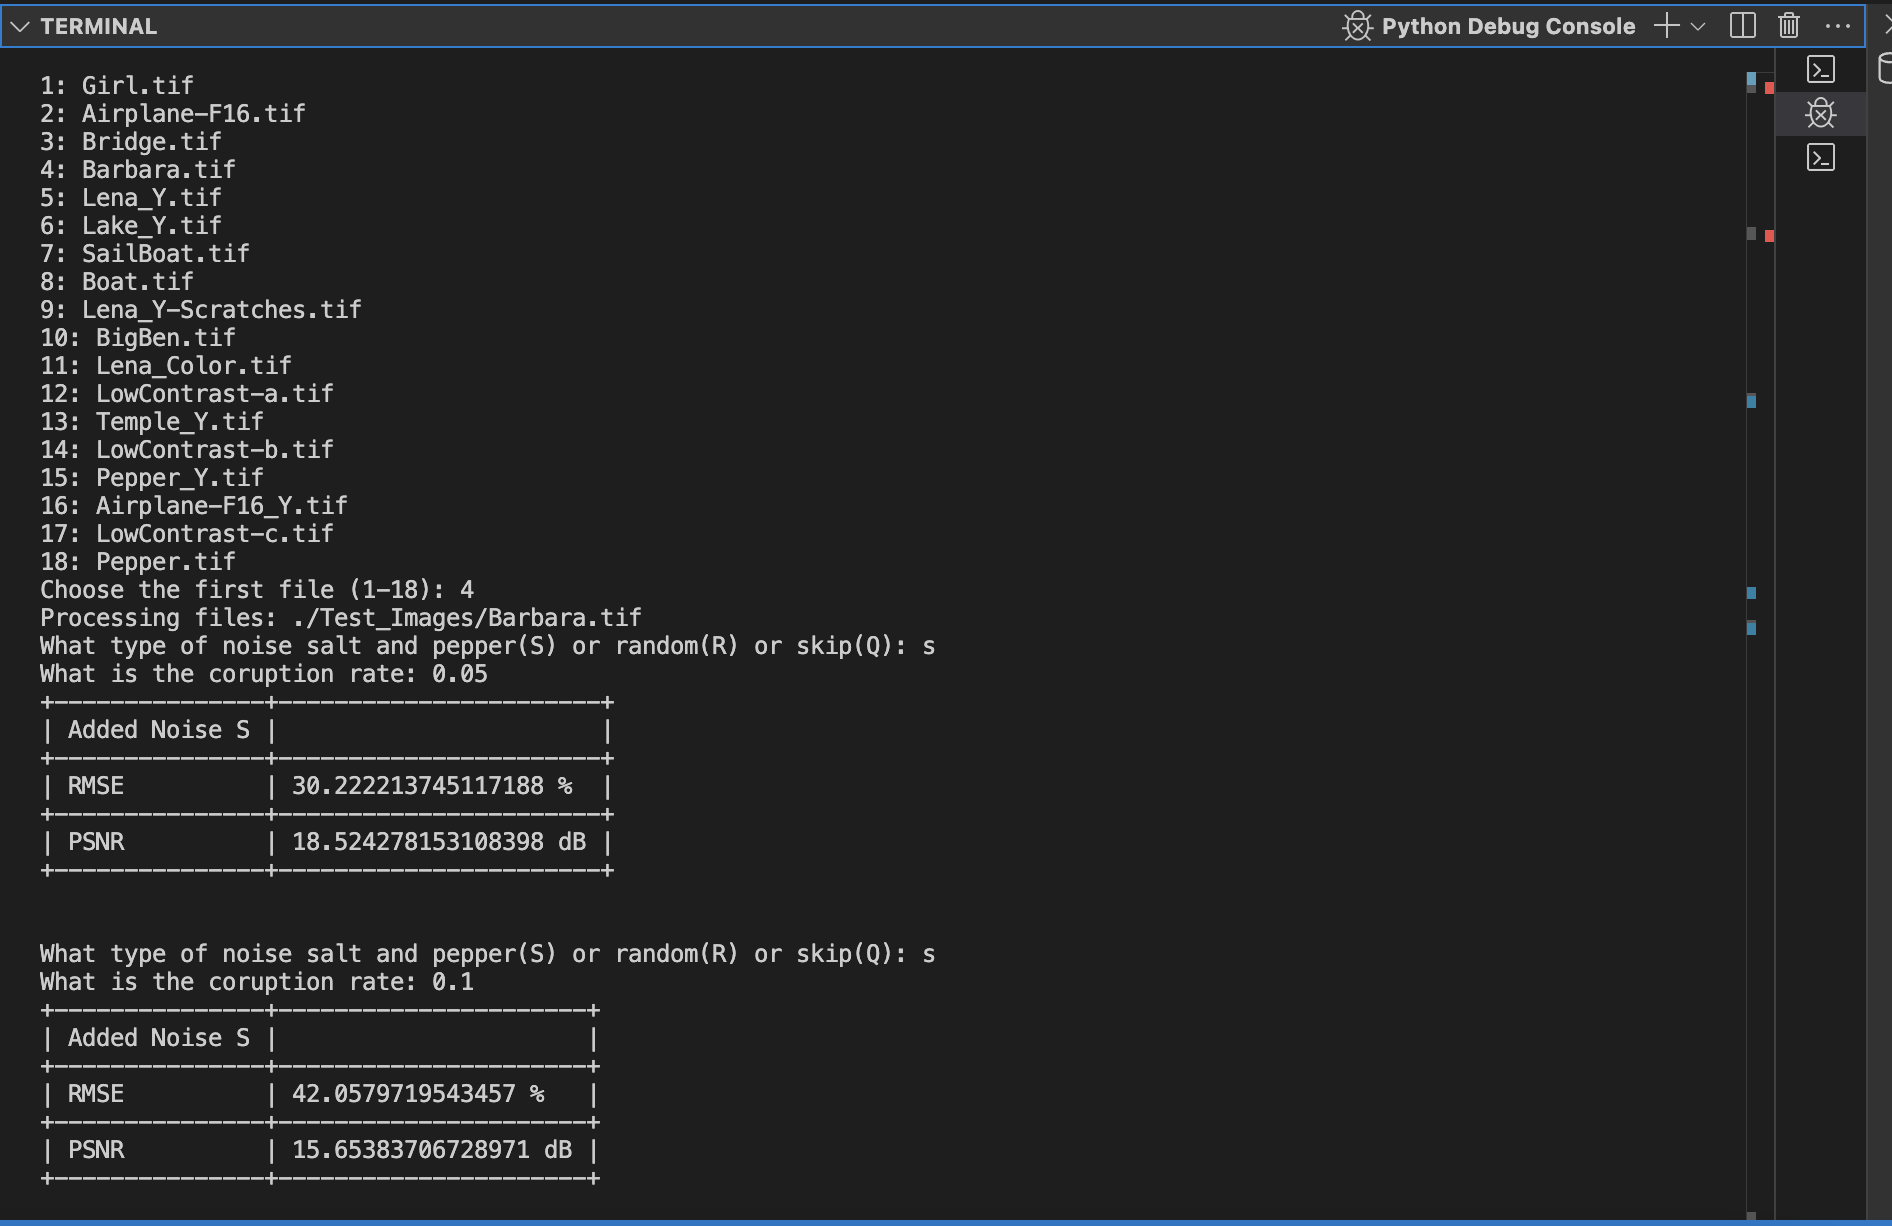 TERMINAL
Python Debug Console
1: Girl.tif
2: Airplane-F16.tif
3: Bridge.tif
4: Barbara.tif
5: Lena_Y.tif
6: Lake_Y.tif
7: SailBoat.tif
8: Boat.tif
9: Lena_Y-Scratches.tif
10: BigBen.tif
11: Lena_Color.tif
12: LowContrast-a.tif
13: Temple_Y.tif
14: LowContrast-b.tif
15: Pepper_Y.tif
16: Airplane-F16_Y.tif
17: LowContrast-c.tif
18: Pepper.tif
Choose the first file (1-18): 4
Processing files: ./Test_Images/Barbara.tif
What type of noise salt and pepper(S) or random(R) or skip(Q): s
What is the coruption rate: 0.05
+---------------+-----------------------+
| Added Noise S |                       |
+---------------+-----------------------+
| RMSE          | 30.222213745117188 %  |
+---------------+-----------------------+
| PSNR          | 18.524278153108398 dB |
+---------------+-----------------------+
What type of noise salt and pepper(S) or random(R) or skip(Q): s
What is the coruption rate: 0.1
+---------------+----------------------+
| Added Noise S |                      |
+---------------+----------------------+
| RMSE          | 42.0579719543457 %   |
+---------------+----------------------+
| PSNR          | 15.65383706728971 dB |
+---------------+----------------------+